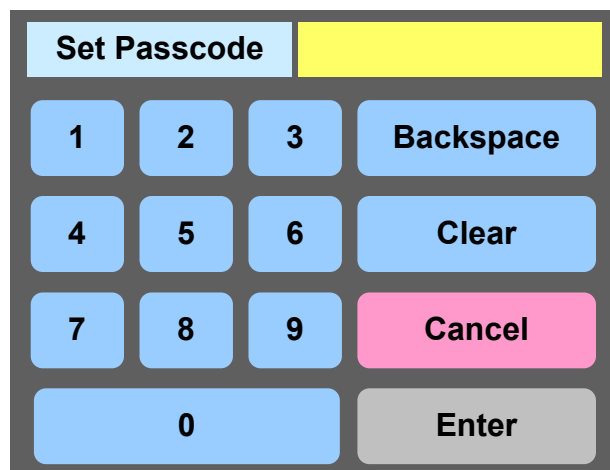 Set Passcode
1 2 3 Backspace
4 5 6 Clear
7 8 9 Cancel
0 Enter